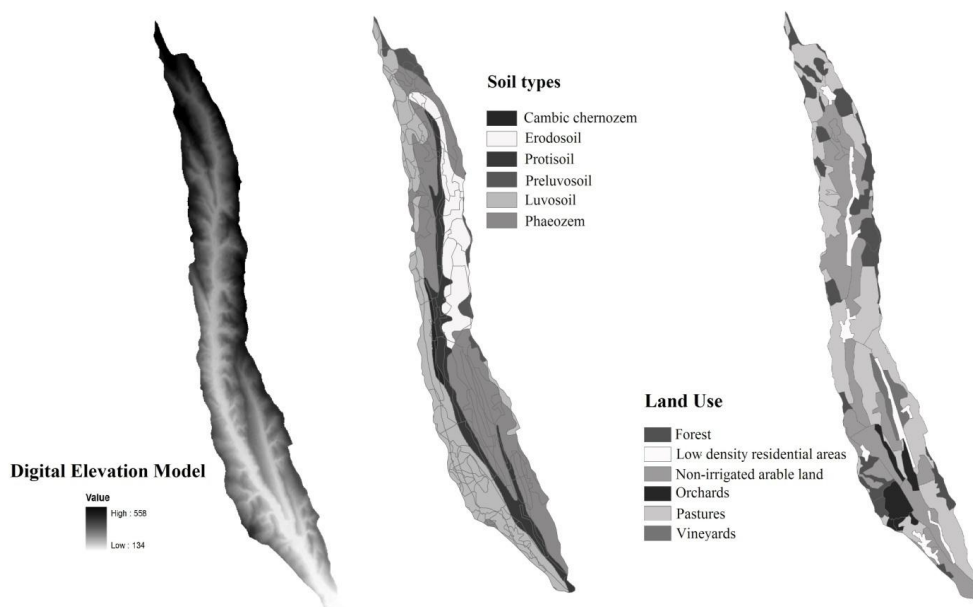 Digital Elevation Model
Value
High : 558
Low : 134
Soil types
Cambic chernozem
Erodosoil
Protisoil
Preluvosoil
Luvosoil
Phaeozem
Land Use
Forest
Low density residential areas
Non-irrigated arable land
Orchards
Pastures
Vineyards